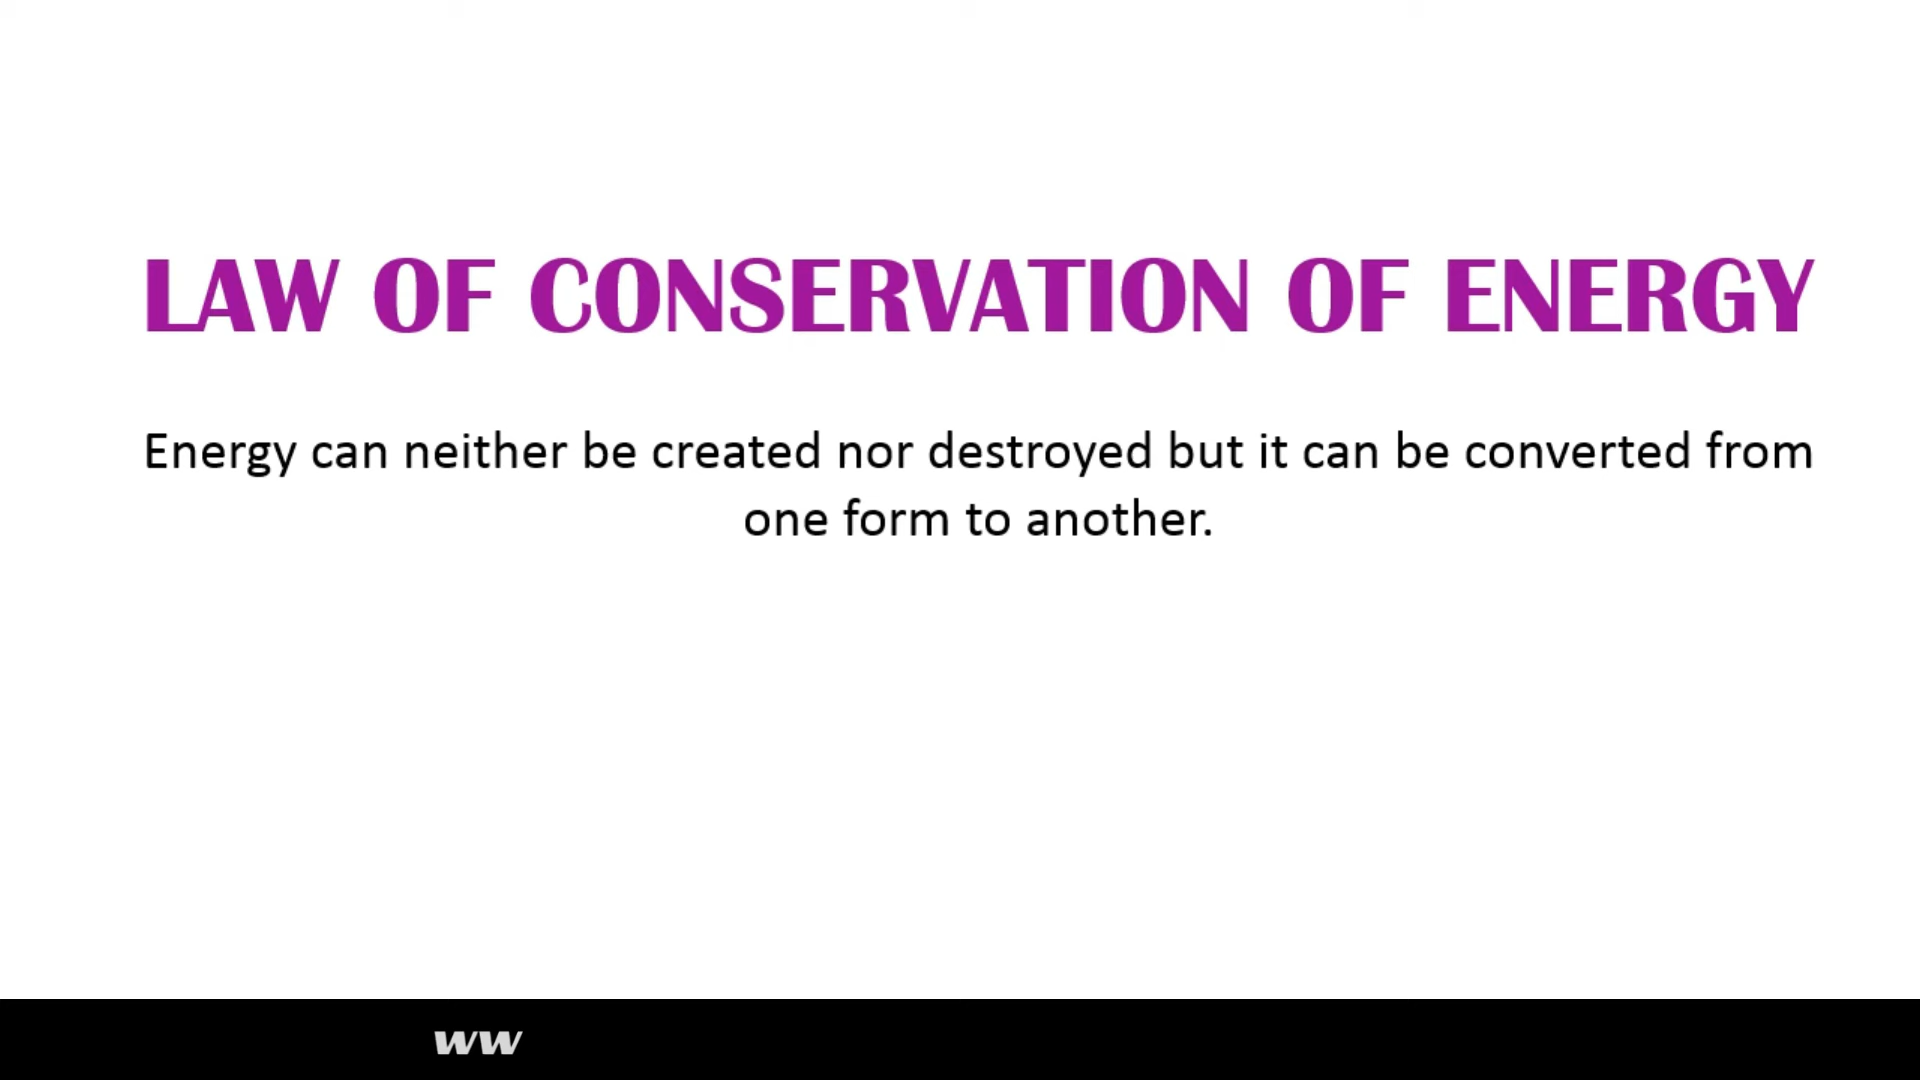 LAW OF CONSERVATION OF ENERGY
Energy can neither be created nor destroyed but it can be converted from
one form to another.
ww